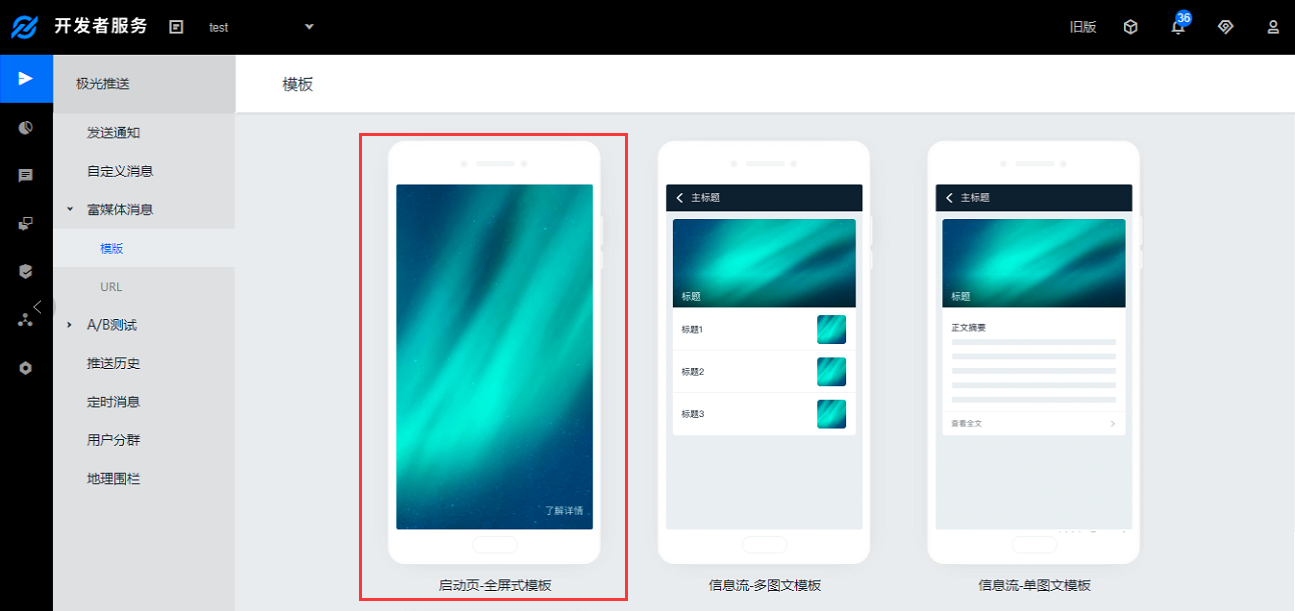 开发者服务
test
旧版
36
极光推送
发送通知
自定义消息
富媒体消息
模版
URL
A/B测试
推送历史
定时消息
用户分群
地理围栏
模板
了解详情
启动页-全屏式模板
主标题
标题
标题1
标题2
标题3
信息流-多图文模板
主标题
标题
正文摘要
查看全文
信息流-单图文模板